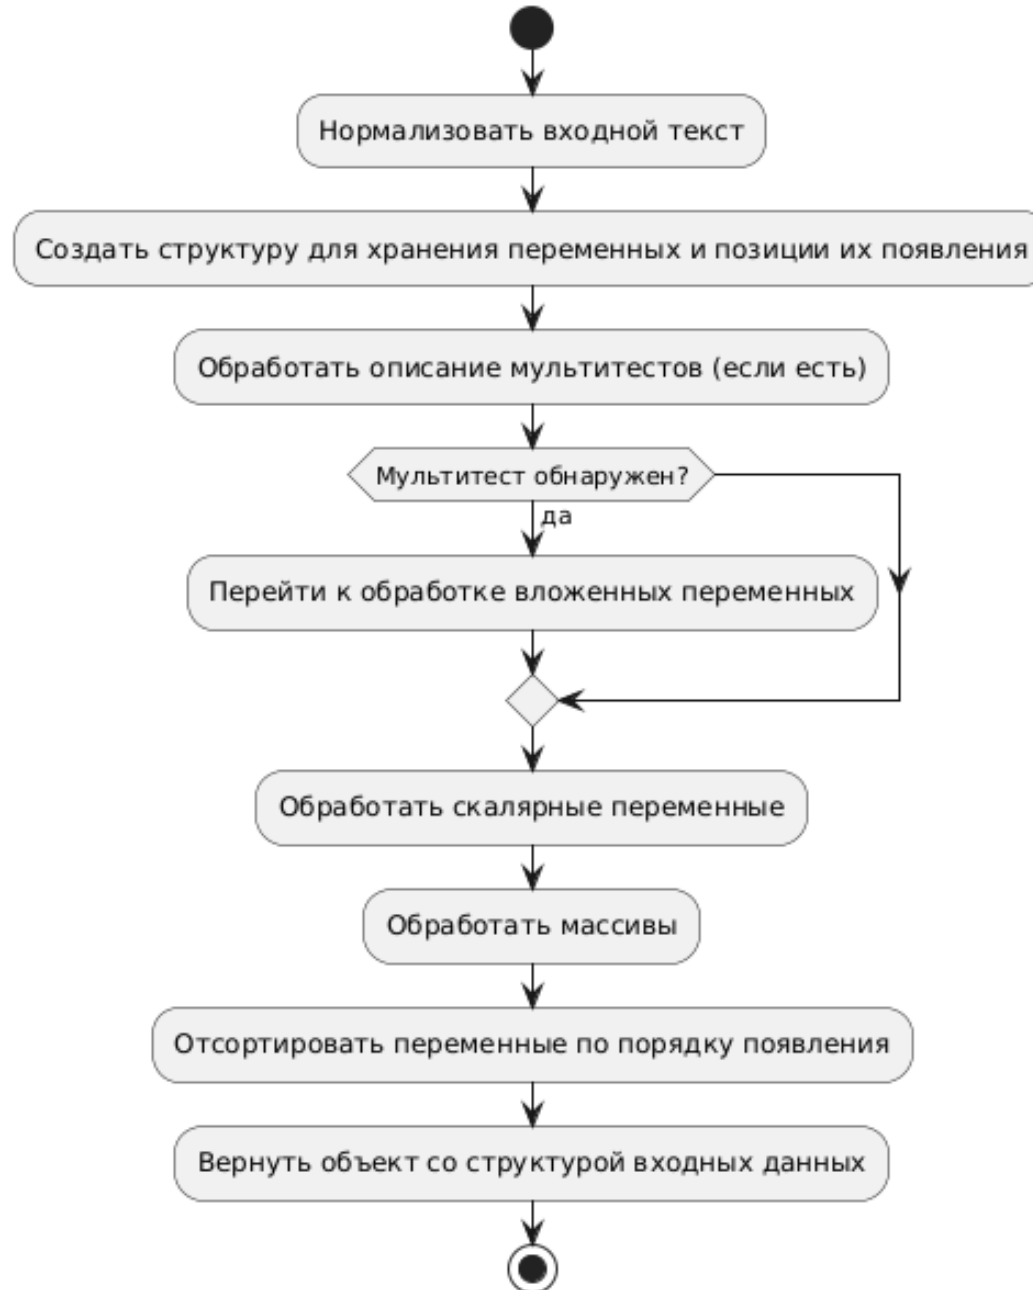 Нормализовать входной текст
Создать структуру для хранения переменных и позиции их появления
Обработать описание мультитестов (если есть)
Мультитест обнаружен?
да
Перейти к обработке вложенных переменных
Обработать скалярные переменные
Обработать массивы
Отсортировать переменные по порядку появления
Вернуть объект со структурой входных данных